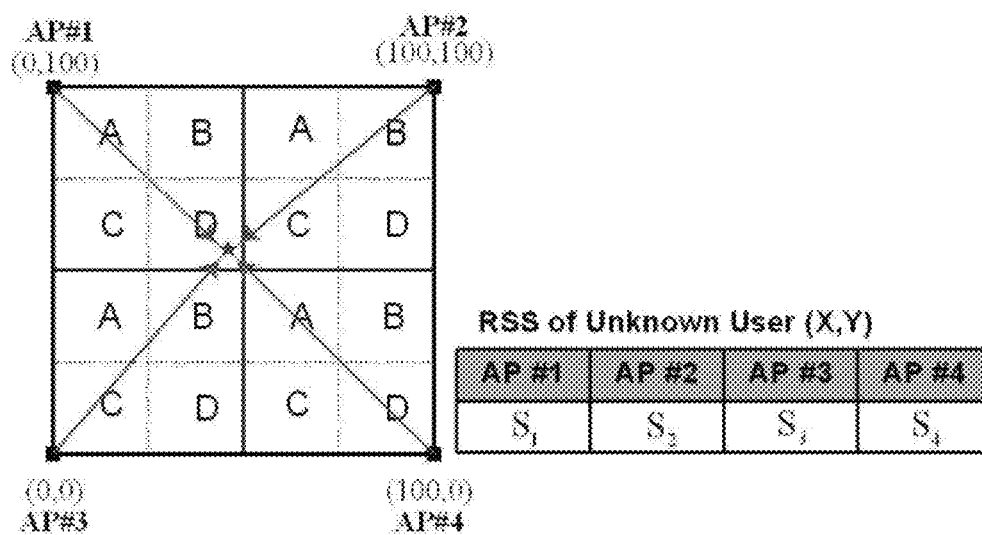 AP#1 AP#2
(0,100) (100,100)
A B A B
C D C D
A B A B
C D C D
(0,0) (100,0)
AP#3 AP#4
RSS of Unknown User (X,Y)
AP #1 AP #2 AP #3 AP #4
S₁ S₂ S₃ S₄